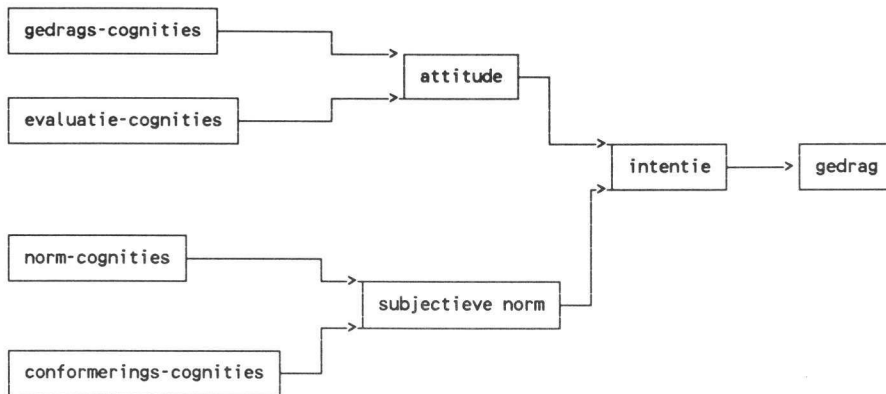 gedrags-cognities
attitude
evaluatie-cognities
intentie
gedrag
norm-cognities
subjectieve norm
conformerings-cognities